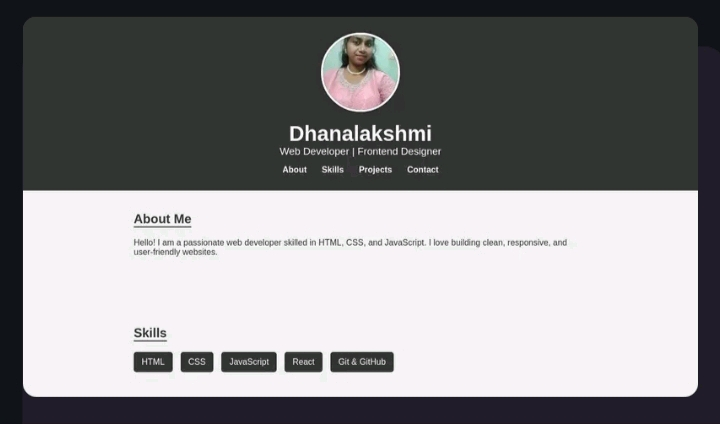 Dhanalakshmi
Web Developer | Frontend Designer
About Skills Projects Contact
About Me
Hello! I am a passionate web developer skilled in HTML, CSS, and JavaScript. I love building clean, responsive, and
user-friendly websites.
Skills
HTML CSS JavaScript React Git & GitHub